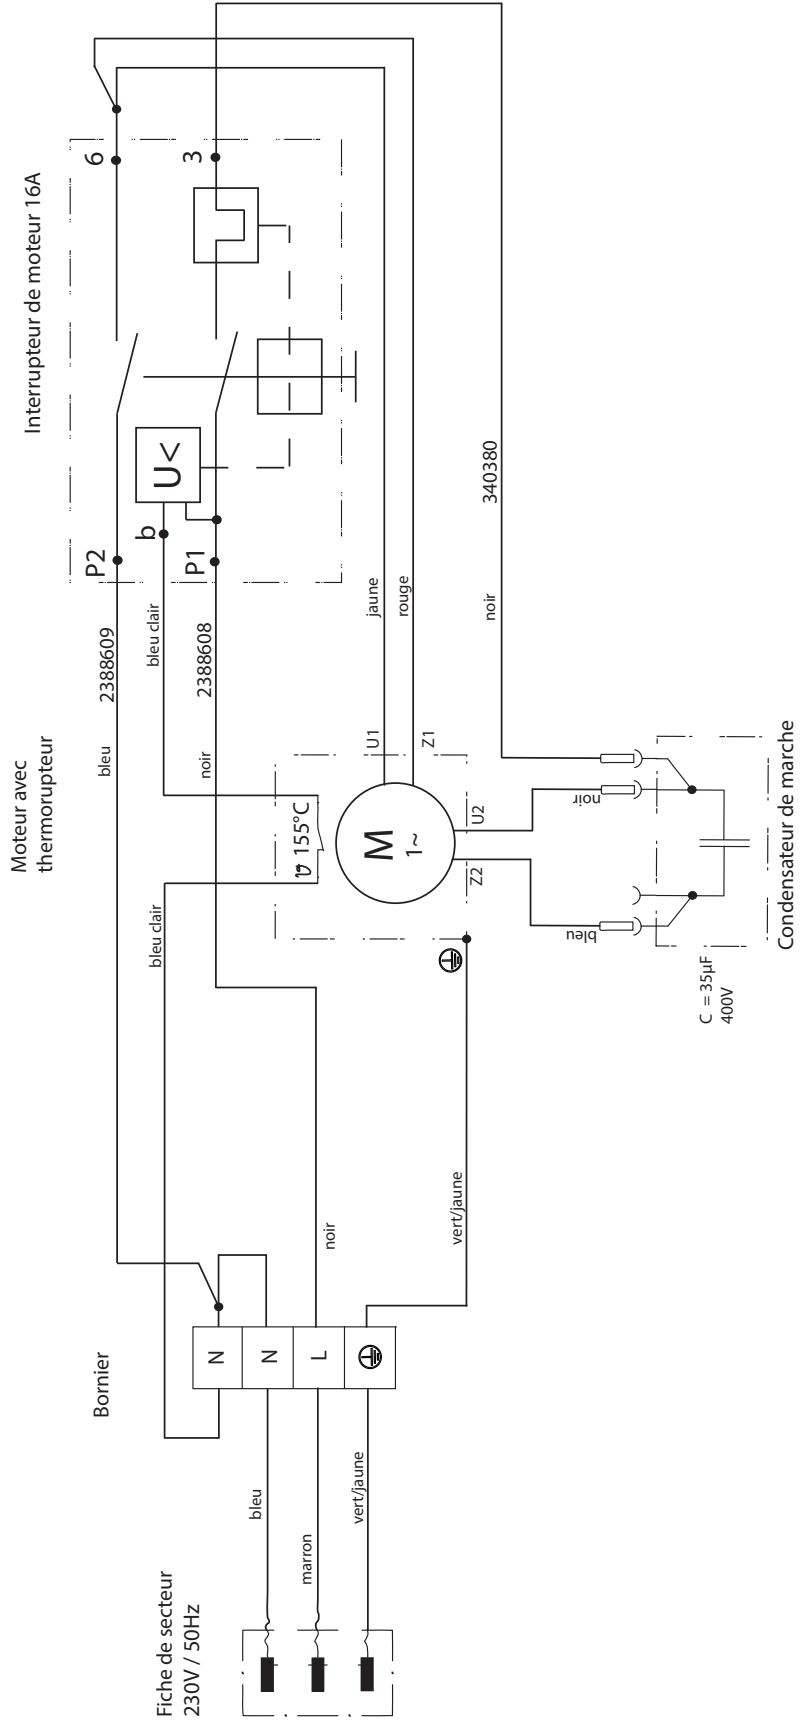 Fiche de secteur
230V / 50Hz
bleu
marron
vert/jaune
Bornier
N
N
L
noir
vert/jaune
Moteur avec
thermorupteur
bleu
2388609
bleu clair
bleu clair
noir
2388608
ϑ 155°C
M
1~
U1
Z1
U2
Z2
jaune
rouge
Interrupteur de moteur 16A
P2
b
P1
U<
6
3
noir
340380
noir
bleu
C = 35µF
400V
Condensateur de marche